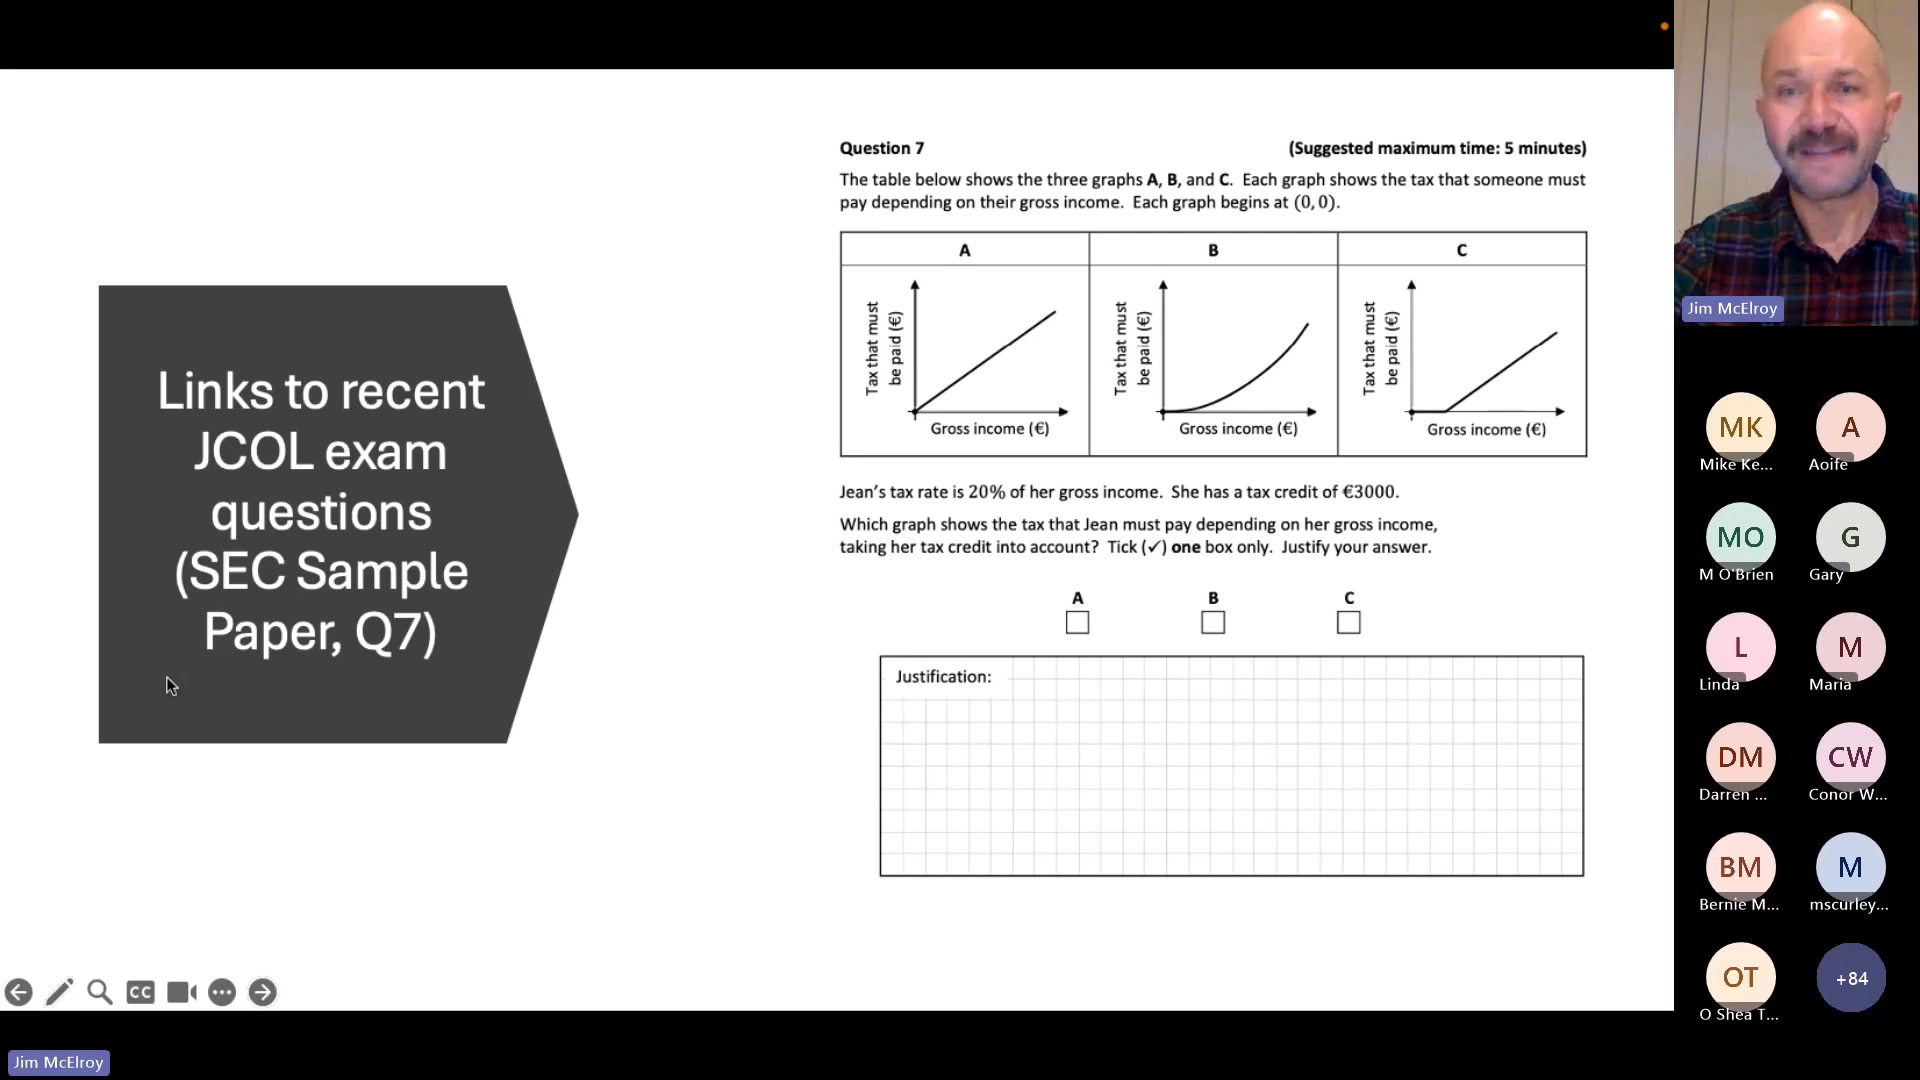 Links to recent
JCOL exam
questions
(SEC Sample
Paper, Q7)
Question 7 (Suggested maximum time: 5 minutes)
The table below shows the three graphs A, B, and C. Each graph shows the tax that someone must
pay depending on their gross income. Each graph begins at (0, 0).
A B C
Tax that must
be paid (€)
Gross income (€)
Tax that must
be paid (€)
Gross income (€)
Tax that must
be paid (€)
Gross income (€)
Jean's tax rate is 20% of her gross income. She has a tax credit of €3000.
Which graph shows the tax that Jean must pay depending on her gross income,
taking her tax credit into account? Tick (✓) one box only. Justify your answer.
A B C
Justification:
CC
Jim McElroy
Jim McElroy
MK
Mike Ke...
A
Aoife
MO
M O'Brien
G
Gary
L
Linda
M
Maria
DM
Darren ...
CW
Conor W...
BM
Bernie M...
M
mscurley...
OT
O Shea T...
+84